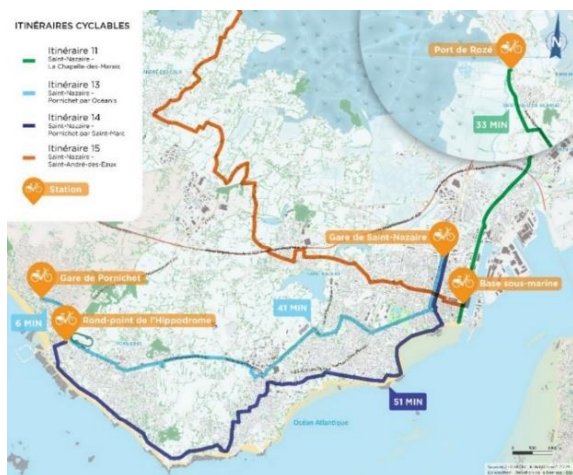 ITINÉRAIRES CYCLABLES
Itinéraire 11
Saint-Nazaire -
La Chapelle-des-Marais
Itinéraire 13
Saint-Nazaire -
Pornichet par Océanis
Itinéraire 14
Saint-Nazaire -
Pornichet par Saint-Marc
Itinéraire 15
Saint-Nazaire -
Saint-André-des-Eaux
Station
Port de Rozé
N
33 MIN
Gare de Saint-Nazaire
Gare de Pornichet
Base sous-marine
6 MIN
Rond-point de l'Hippodrome
41 MIN
51 MIN
Océan Atlantique